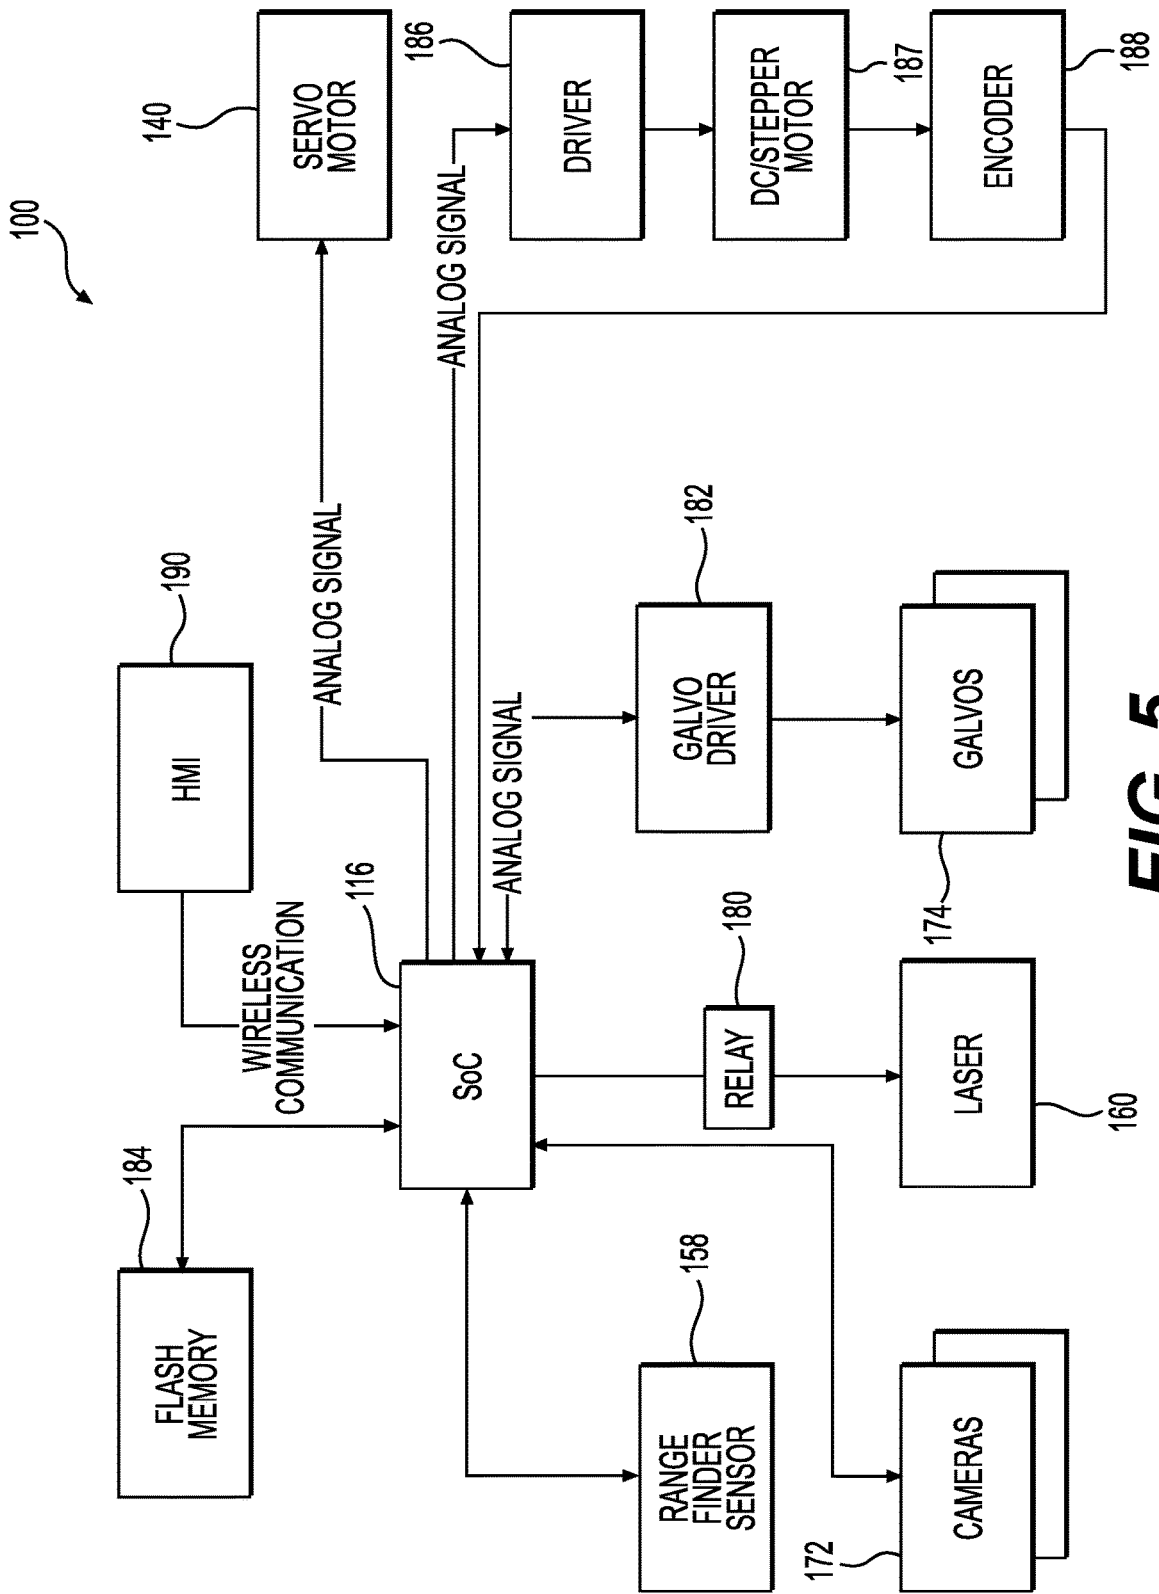 100
184
190
140
FLASH
MEMORY
HMI
SERVO
MOTOR
WIRELESS
COMMUNICATION
ANALOG SIGNAL
116
186
SoC
ANALOG SIGNAL
ANALOG SIGNAL
DRIVER
158
180
182
RANGE
FINDER
SENSOR
RELAY
GALVO
DRIVER
DC/STEPPER
MOTOR
187
172
CAMERAS
LASER
174
GALVOS
ENCODER
160
188
FIG. 5